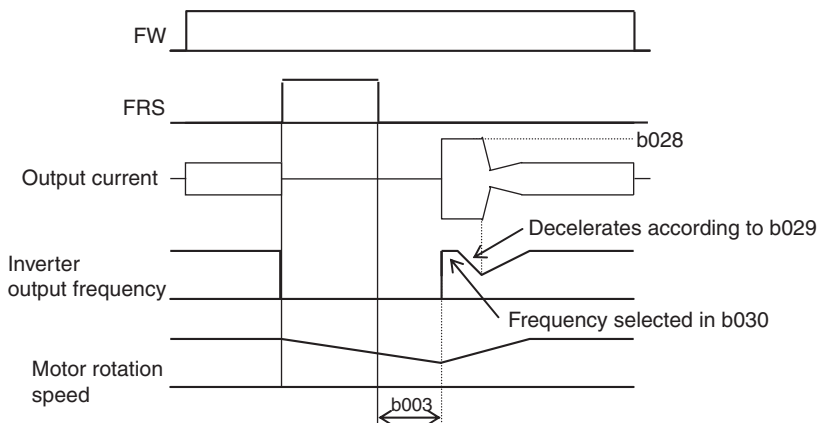 FW
FRS
b028
Output current
Decelerates according to b029
Inverter
output frequency
Frequency selected in b030
Motor rotation
speed
b003